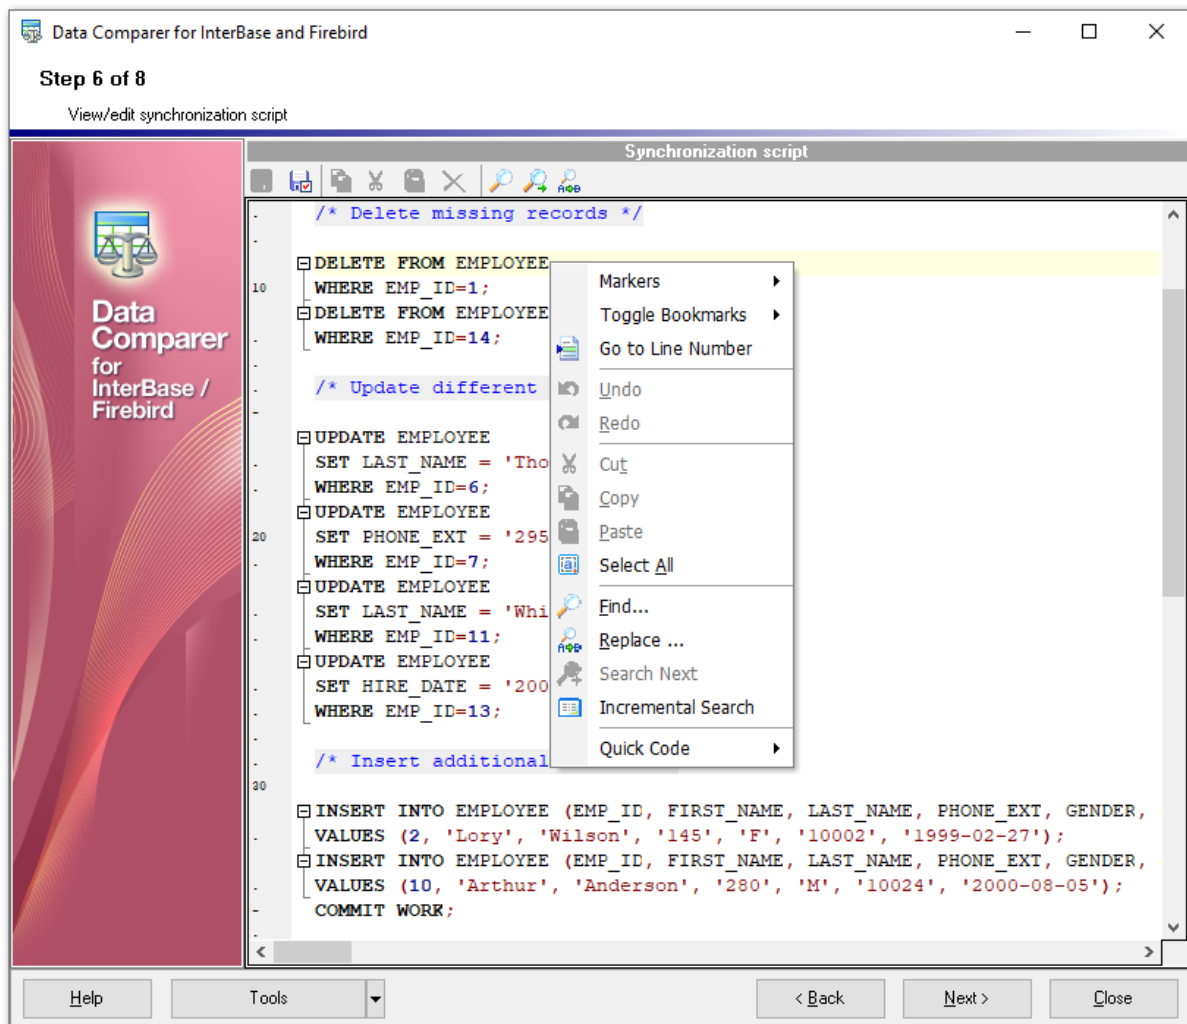 Data Comparer for InterBase and Firebird
Step 6 of 8
View/edit synchronization script
Synchronization script
Data
Comparer
for
InterBase /
Firebird
/* Delete missing records */
DELETE FROM EMPLOYEE
10 WHERE EMP_ID=1;
DELETE FROM EMPLOYEE
WHERE EMP_ID=14;
/* Update different
UPDATE EMPLOYEE
SET LAST_NAME = 'Tho
WHERE EMP_ID=6;
UPDATE EMPLOYEE
20 SET PHONE_EXT = '295
WHERE EMP_ID=7;
UPDATE EMPLOYEE
SET LAST_NAME = 'Whi
WHERE EMP_ID=11;
UPDATE EMPLOYEE
SET HIRE_DATE = '200
WHERE EMP_ID=13;
/* Insert additional
30
INSERT INTO EMPLOYEE (EMP_ID, FIRST_NAME, LAST_NAME, PHONE_EXT, GENDER,
VALUES (2, 'Lory', 'Wilson', '145', 'F', '10002', '1999-02-27');
INSERT INTO EMPLOYEE (EMP_ID, FIRST_NAME, LAST_NAME, PHONE_EXT, GENDER,
VALUES (10, 'Arthur', 'Anderson', '280', 'M', '10024', '2000-08-05');
COMMIT WORK;
Markers
Toggle Bookmarks
Go to Line Number
Undo
Redo
Cut
Copy
Paste
Select All
Find...
Replace ...
Search Next
Incremental Search
Quick Code
Help
Tools
< Back
Next >
Close